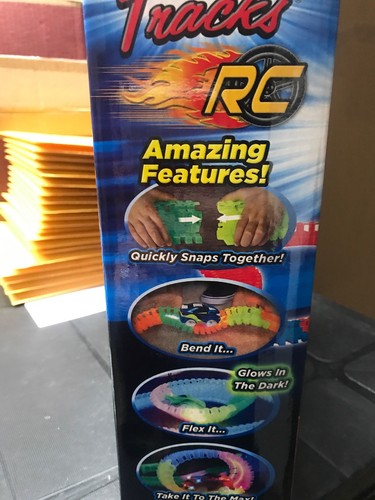 Tracks
RC
Amazing
Features!
Quickly Snaps Together!
Bend It...
Glows In
The Dark!
Flex It...
Take It To The Max!